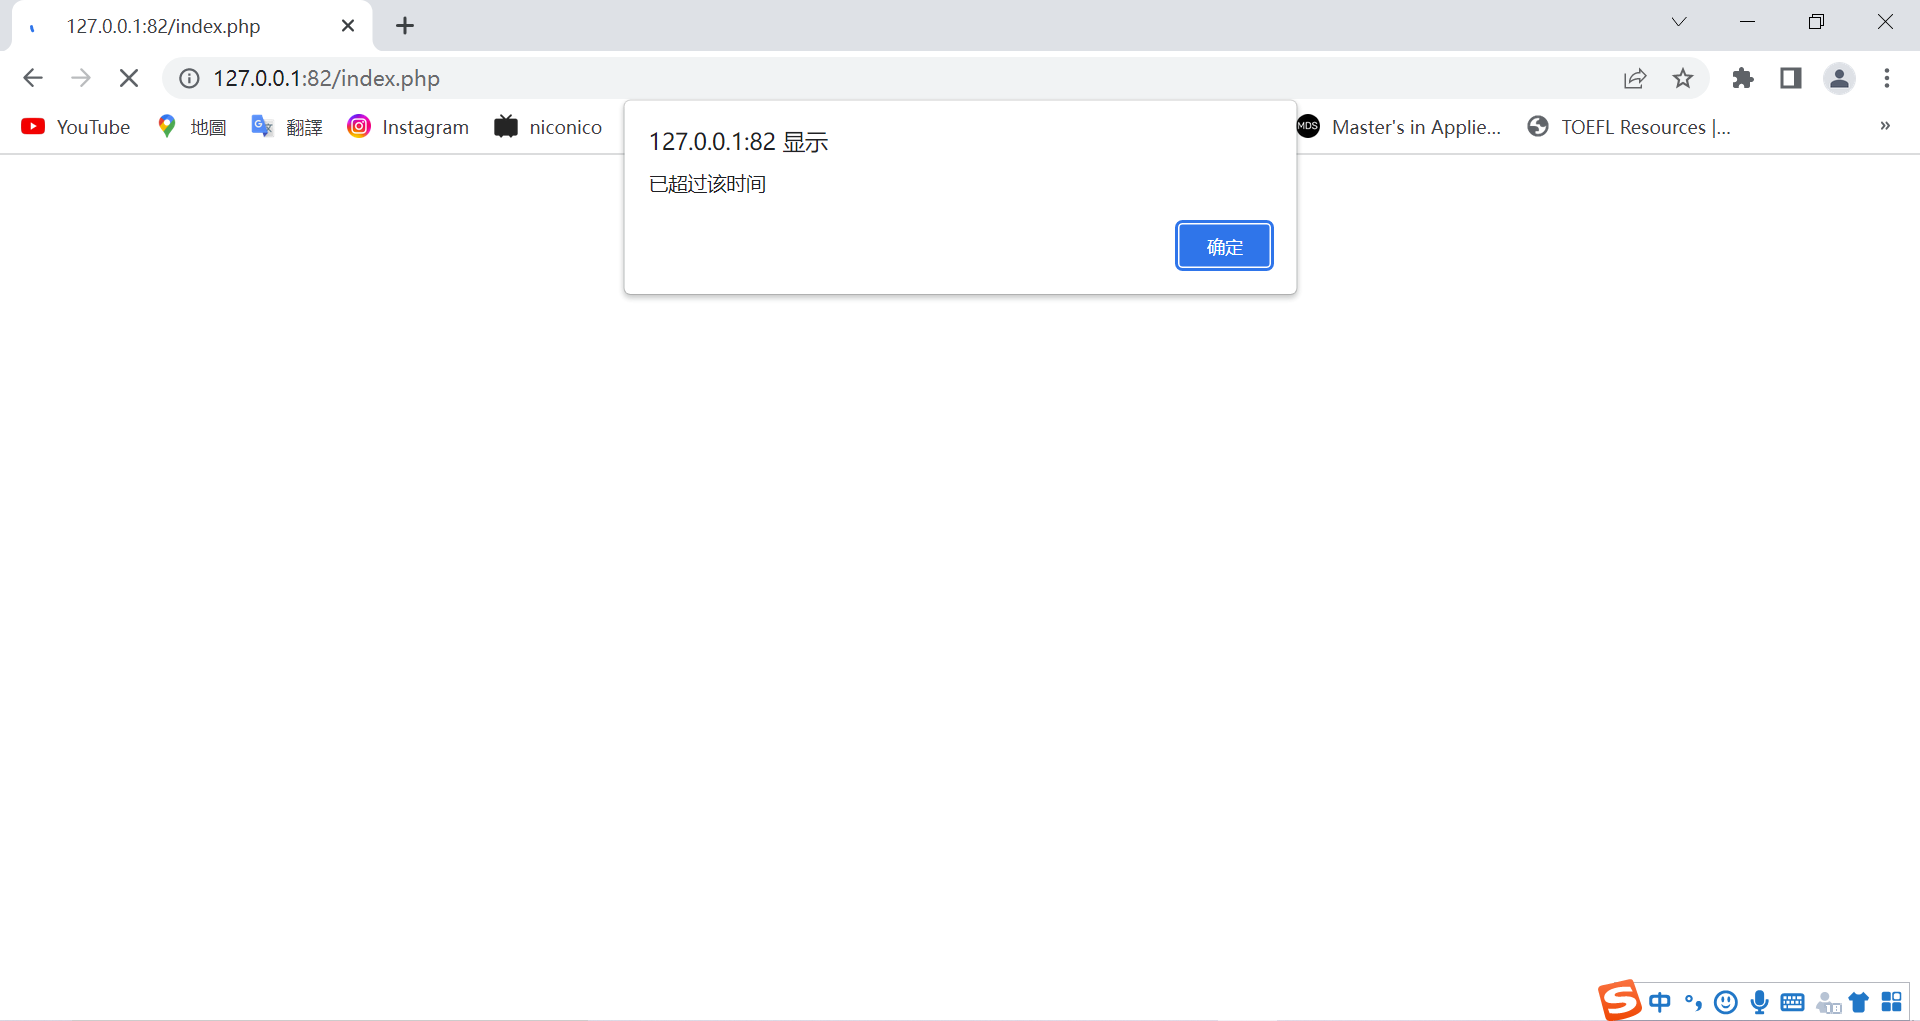 127.0.0.1:82/index.php
127.0.0.1:82/index.php
YouTube 地圖 翻譯 Instagram niconico MDS Master's in Applie... TOEFL Resources |... »
127.0.0.1:82 显示
已超过该时间
确定
中